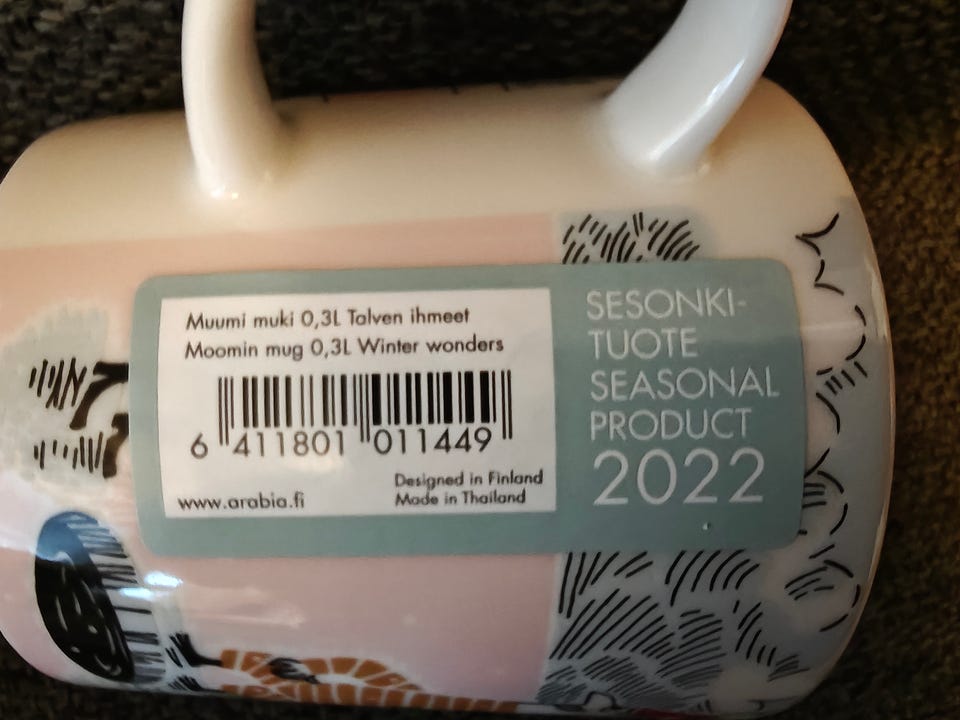 Muumi muki 0,3L Talven ihmeet
Moomin mug 0,3L Winter wonders
6 411801 011449
www.arabia.fi
Designed in Finland
Made in Thailand
SESONKI-
TUOTE
SEASONAL
PRODUCT
2022